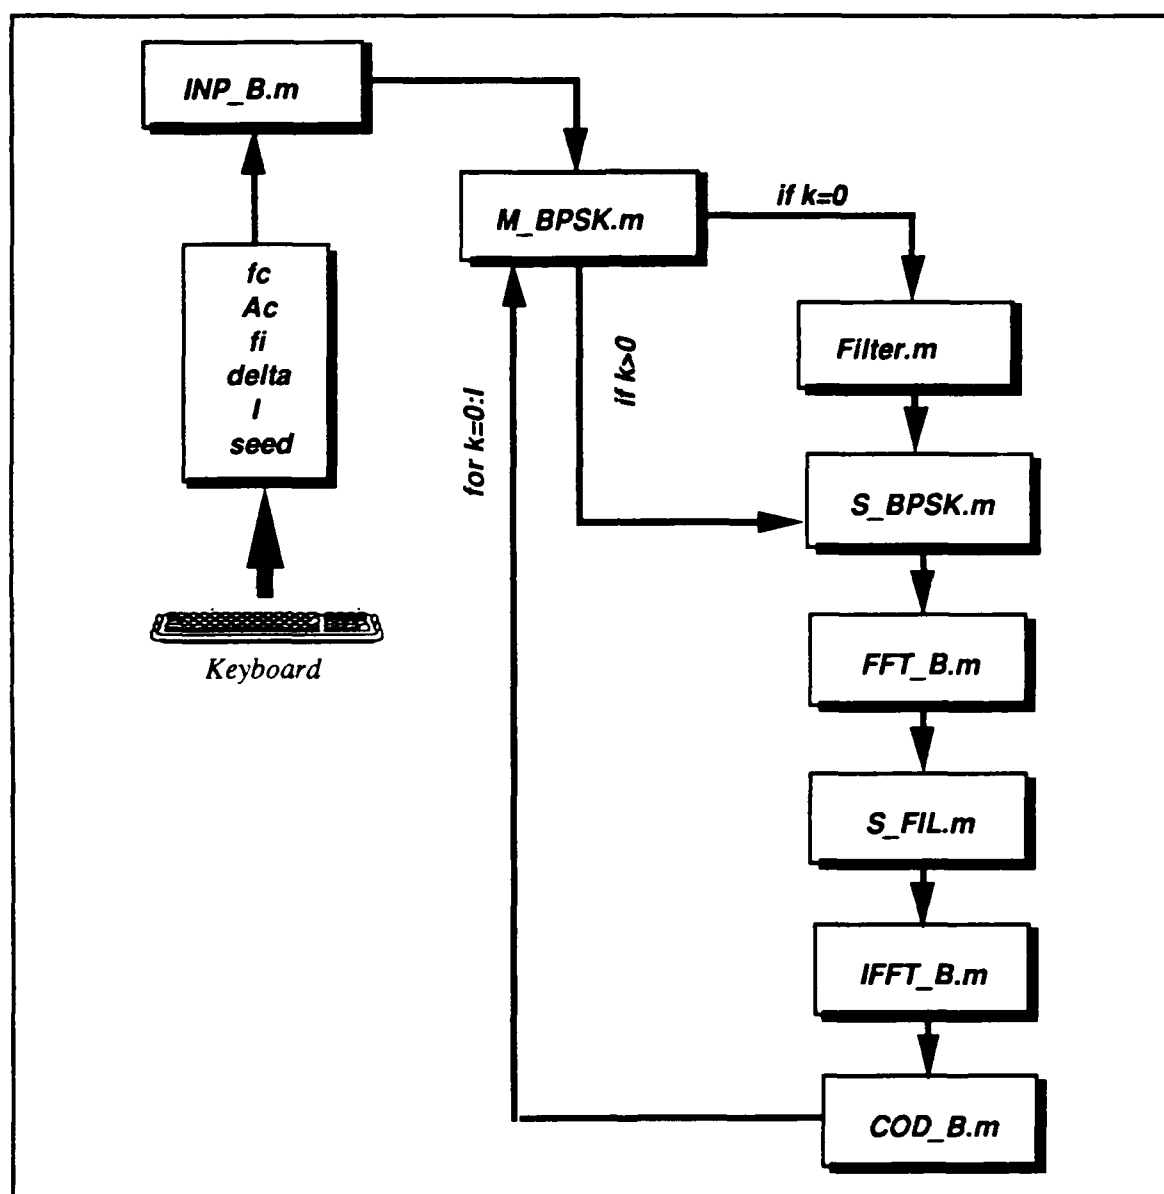 INP_B.m
M_BPSK.m
if k=0
fc
Ac
fi
delta
I
seed
Filter.m
if k>0
for k=0:I
S_BPSK.m
Keyboard
FFT_B.m
S_FIL.m
IFFT_B.m
COD_B.m